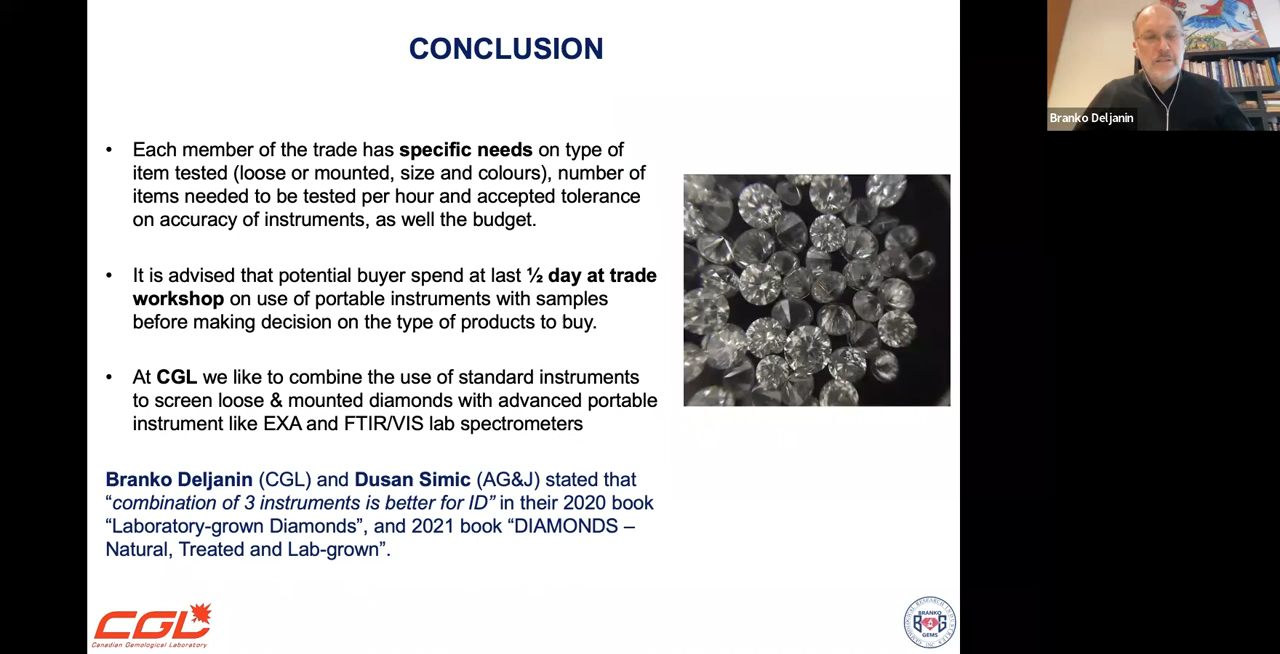 CONCLUSION
• Each member of the trade has specific needs on type of
item tested (loose or mounted, size and colours), number of
items needed to be tested per hour and accepted tolerance
on accuracy of instruments, as well the budget.
• It is advised that potential buyer spend at last ½ day at trade
workshop on use of portable instruments with samples
before making decision on the type of products to buy.
• At CGL we like to combine the use of standard instruments
to screen loose & mounted diamonds with advanced portable
instrument like EXA and FTIR/VIS lab spectrometers
Branko Deljanin (CGL) and Dusan Simic (AG&J) stated that
“combination of 3 instruments is better for ID” in their 2020 book
“Laboratory-grown Diamonds”, and 2021 book “DIAMONDS –
Natural, Treated and Lab-grown”.
CGL
Canadian Gemological Laboratory
BRANKO
GEMS
Branko Deljanin